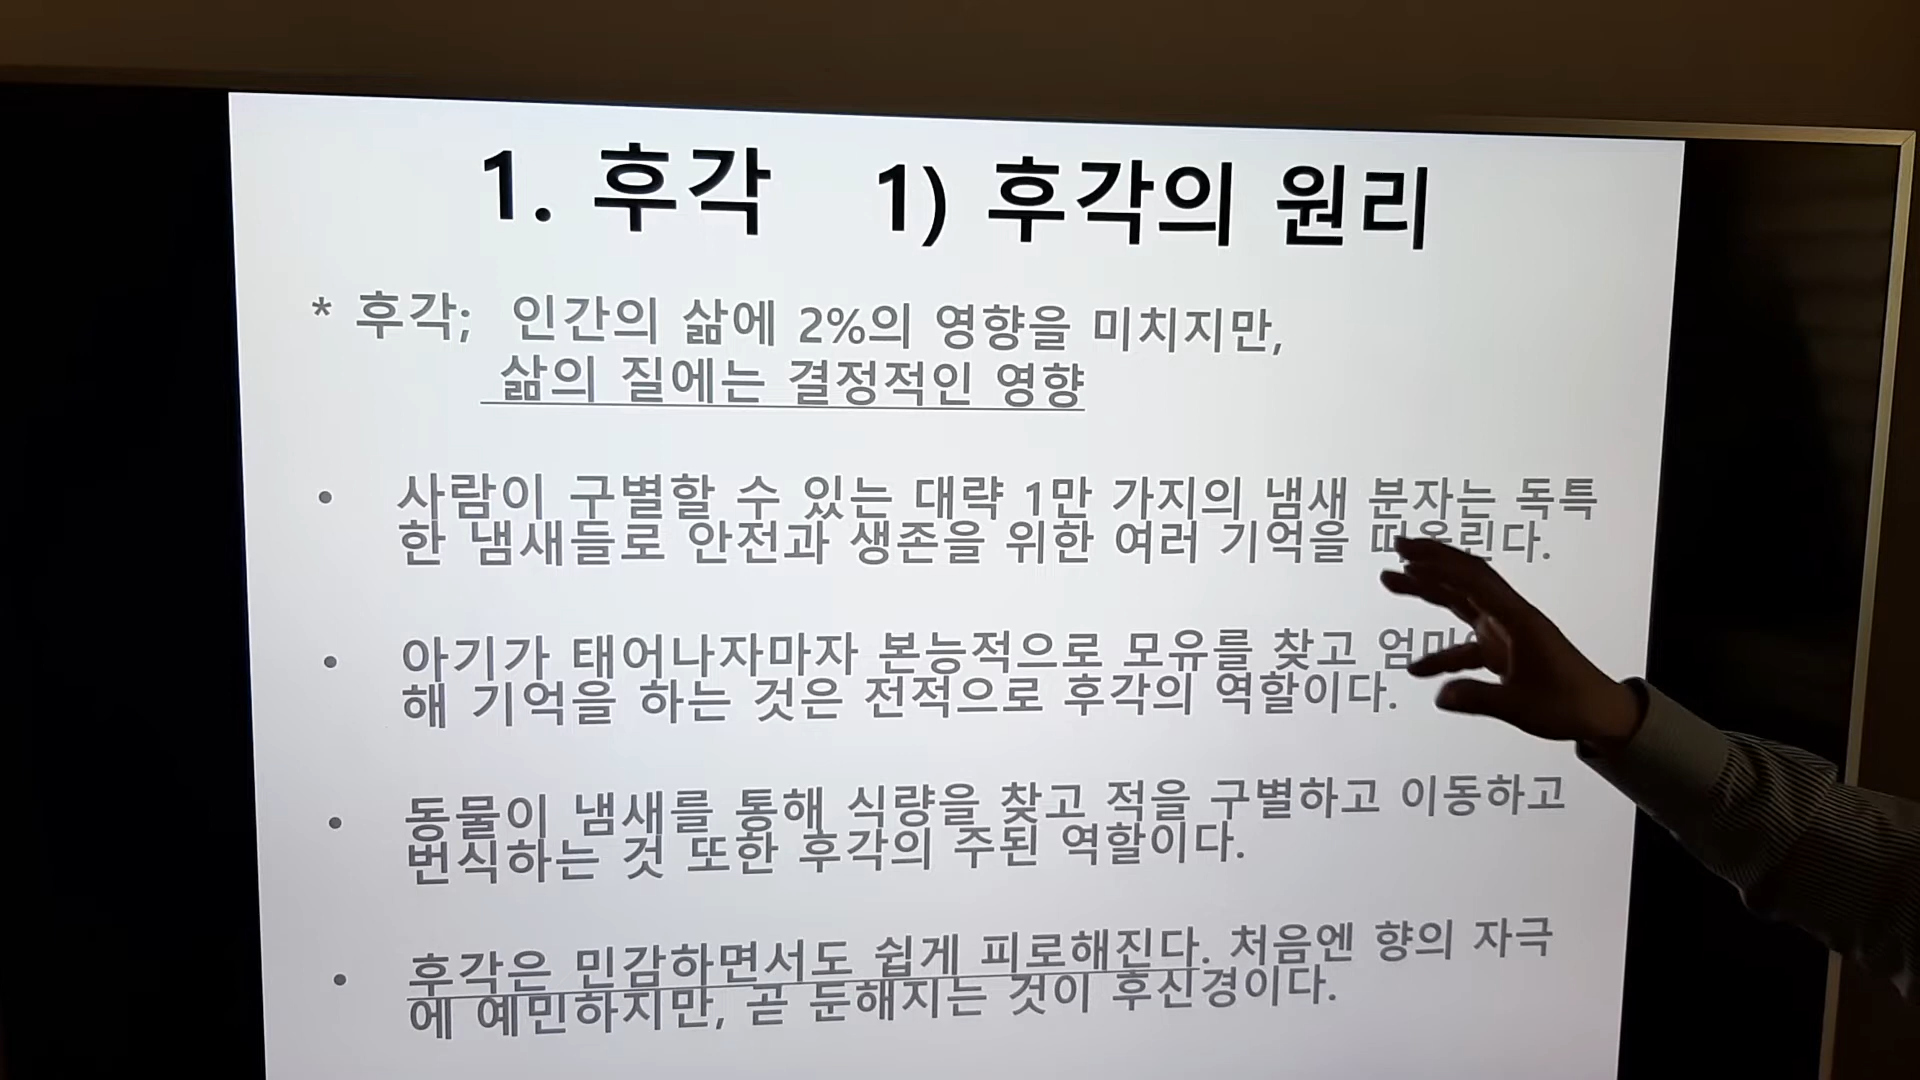 1. 후각 1) 후각의 원리
* 후각; 인간의 삶에 2%의 영향을 미치지만,
삶의 질에는 결정적인 영향
• 사람이 구별할 수 있는 대략 1만 가지의 냄새 분자는 독특
한 냄새들로 안전과 생존을 위한 여러 기억을 떠올린다.
• 아기가 태어나자마자 본능적으로 모유를 찾고
해 기억을 하는 것은 전적으로 후각의 역할이다.
• 동물이 냄새를 통해 식량을 찾고 적을 구별하고 이동하고
번식하는 것 또한 후각의 주된 역할이다.
• 후각은 민감하면서도 쉽게 피로해진다. 처음엔 향의 자극
에 예민하지만, 곧 둔해지는 것이 후신경이다.